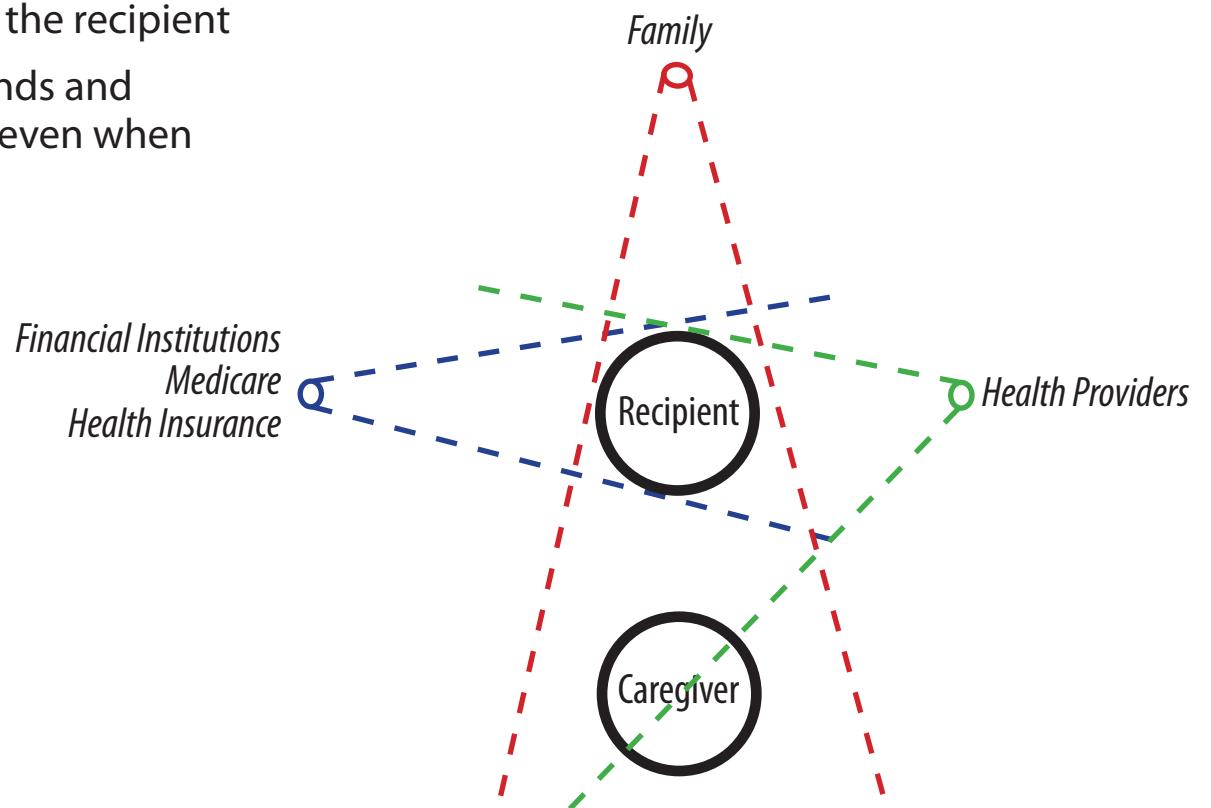 the recipient
nds and
even when
Family
Financial Institutions
Medicare
Health Insurance
Recipient
Health Providers
Caregiver